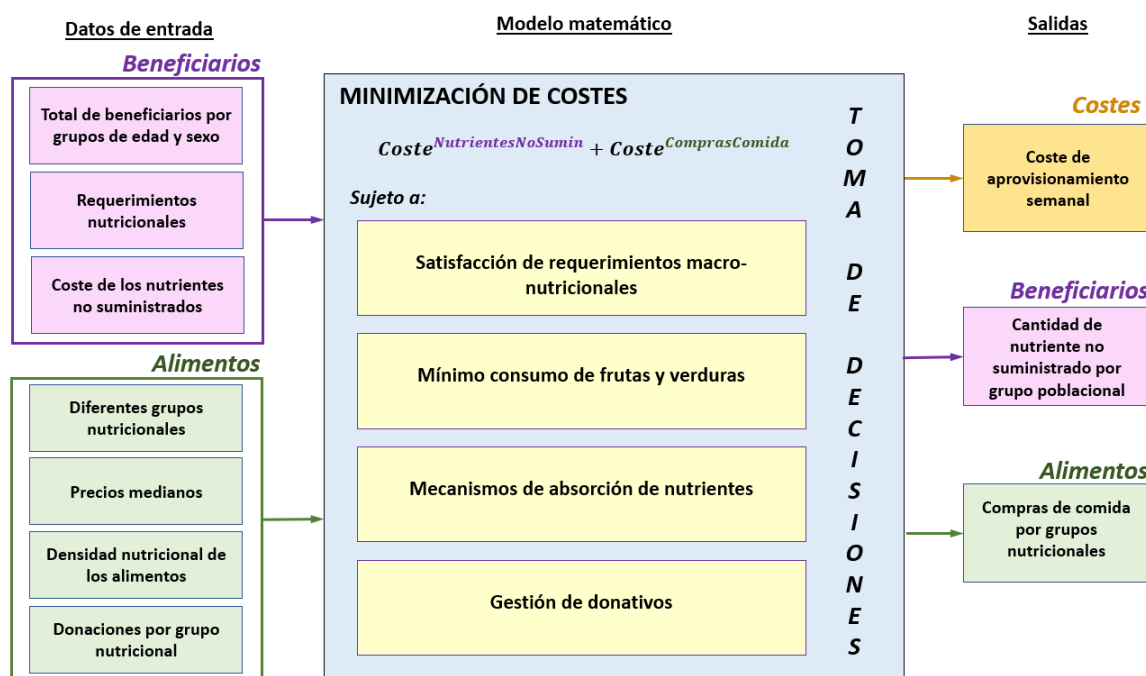 Datos de entrada
Beneficiarios
Total de beneficiarios por
grupos de edad y sexo
Requerimientos
nutricionales
Coste de los nutrientes
no suministrados
Alimentos
Diferentes grupos
nutricionales
Precios medianos
Densidad nutricional de
los alimentos
Donaciones por grupo
nutricional
Modelo matemático
MINIMIZACIÓN DE COSTES
Coste^NutrientesNoSumin + Coste^ComprasComida
Sujeto a:
Satisfacción de requerimientos macro-
nutricionales
Mínimo consumo de frutas y verduras
Mecanismos de absorción de nutrientes
Gestión de donativos
TOMA DE DECISIONES
Salidas
Costes
Coste de
aprovisionamiento
semanal
Beneficiarios
Cantidad de
nutriente no
suministrado por
grupo poblacional
Alimentos
Compras de comida
por grupos
nutricionales